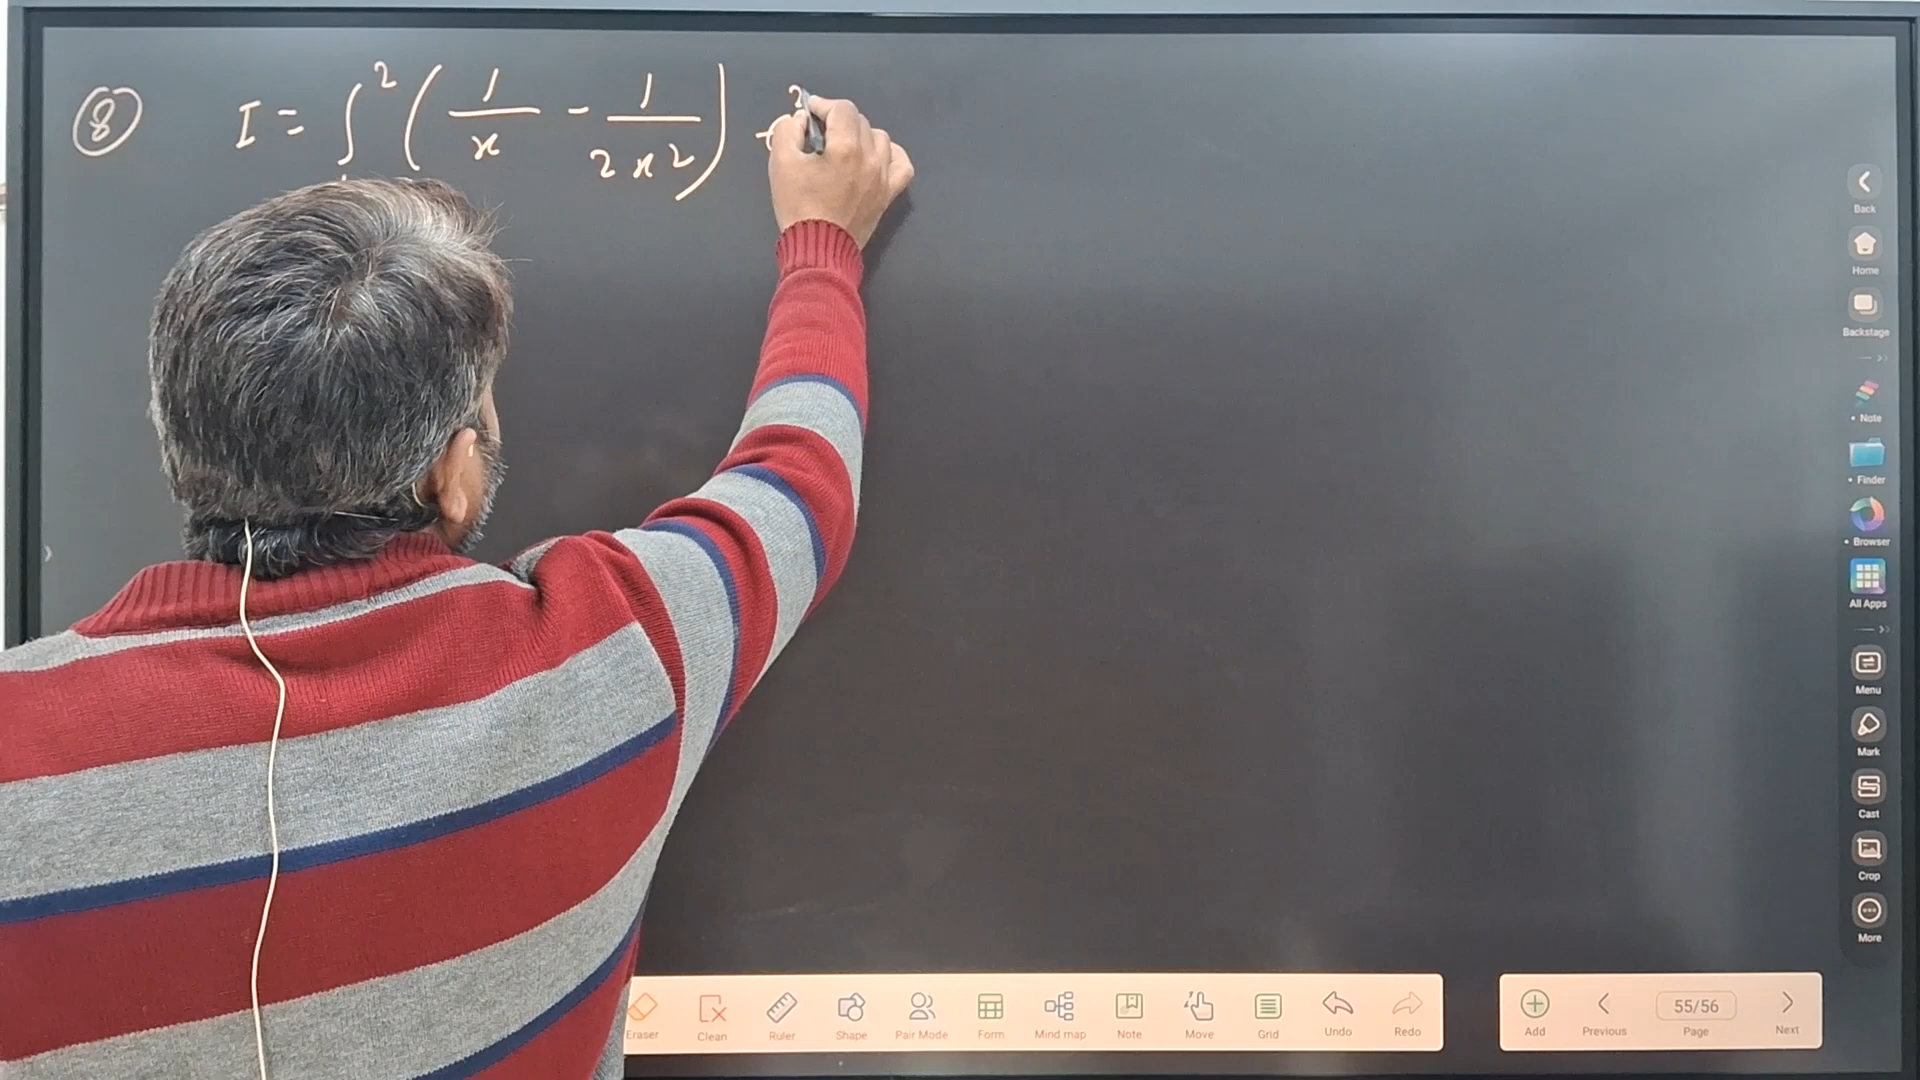 ⑧ I = ∫ 2 ( 1/x - 1/2x2 )
Back
Home
Backstage
Note
Finder
Browser
All Apps
Menu
Mark
Cast
Crop
More
Eraser Clean Ruler Shape Pair Mode Form Mind map Note Move Grid Undo Redo
Add Previous 55/56 Page Next